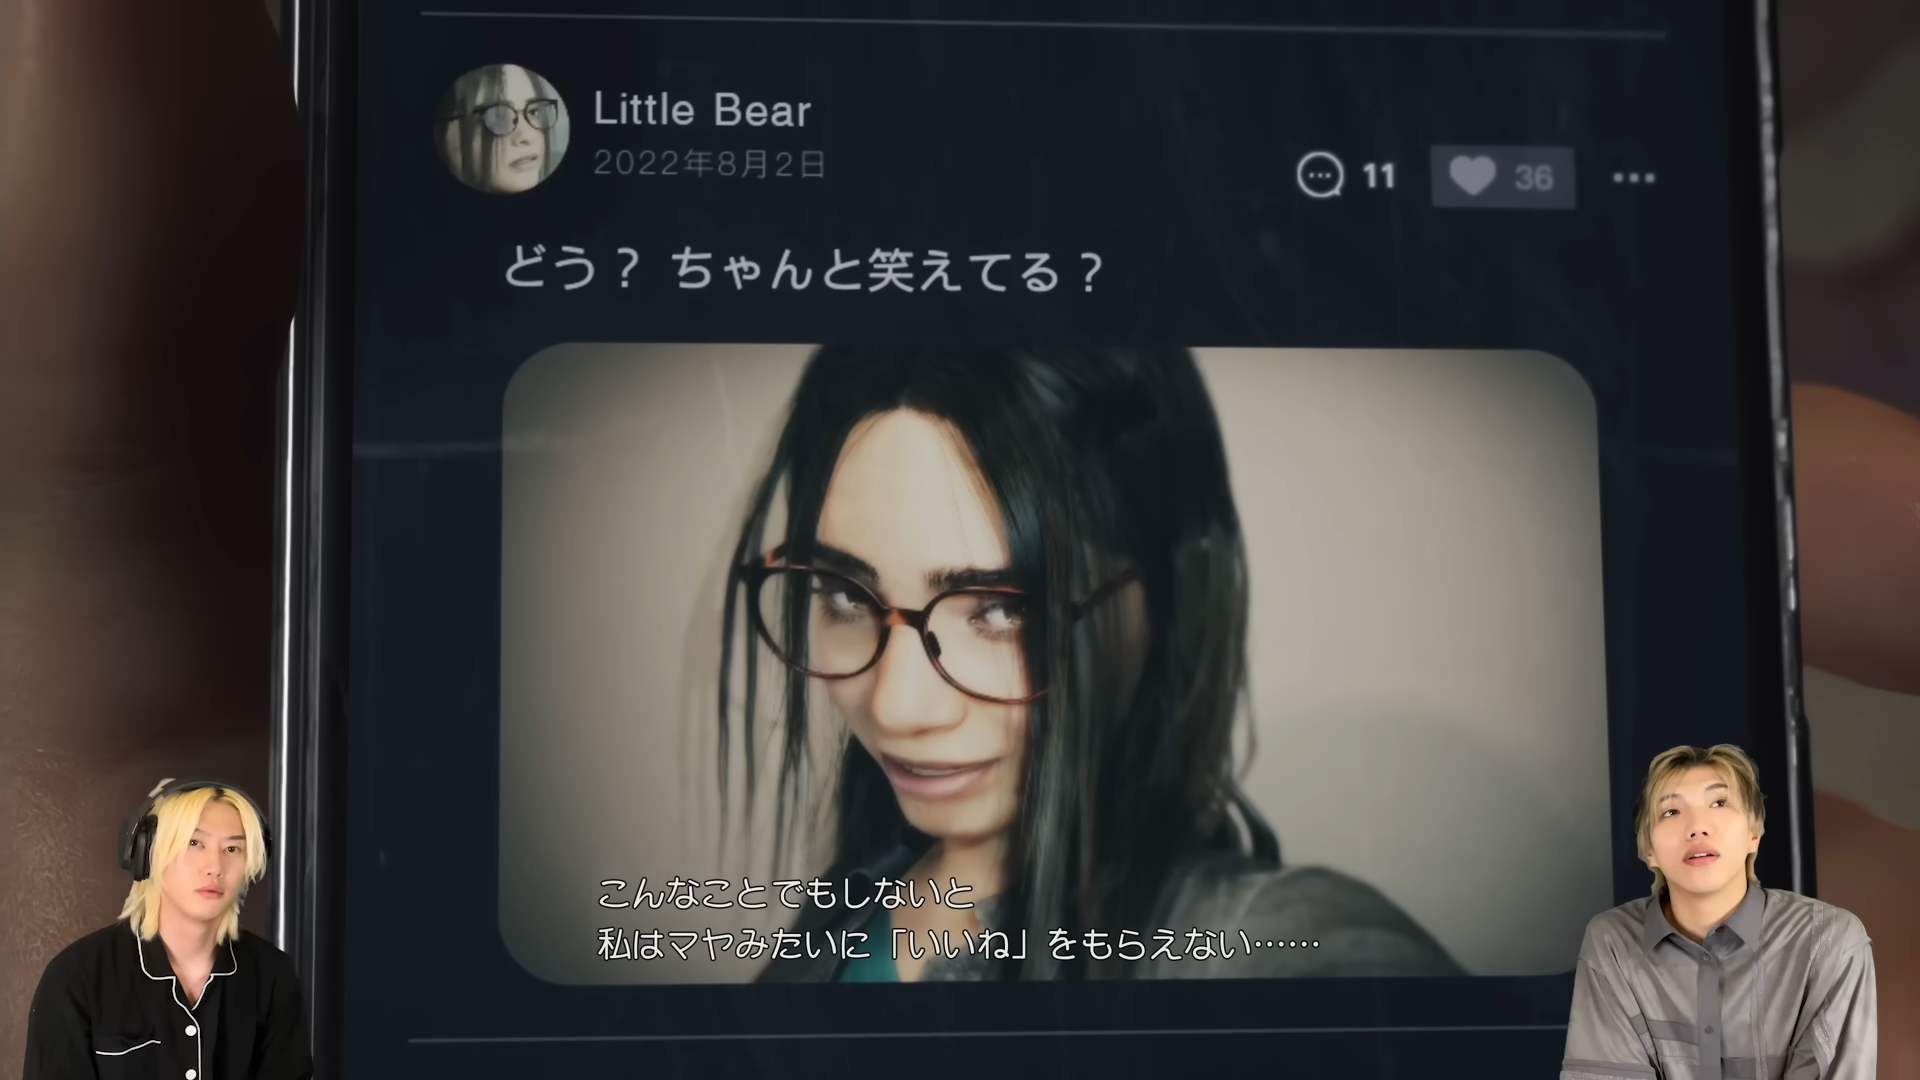 Little Bear
2022年8月2日
11
36
どう？ ちゃんと笑えてる？
こんなことでもしないと
私はマヤみたいに「いいね」をもらえない……